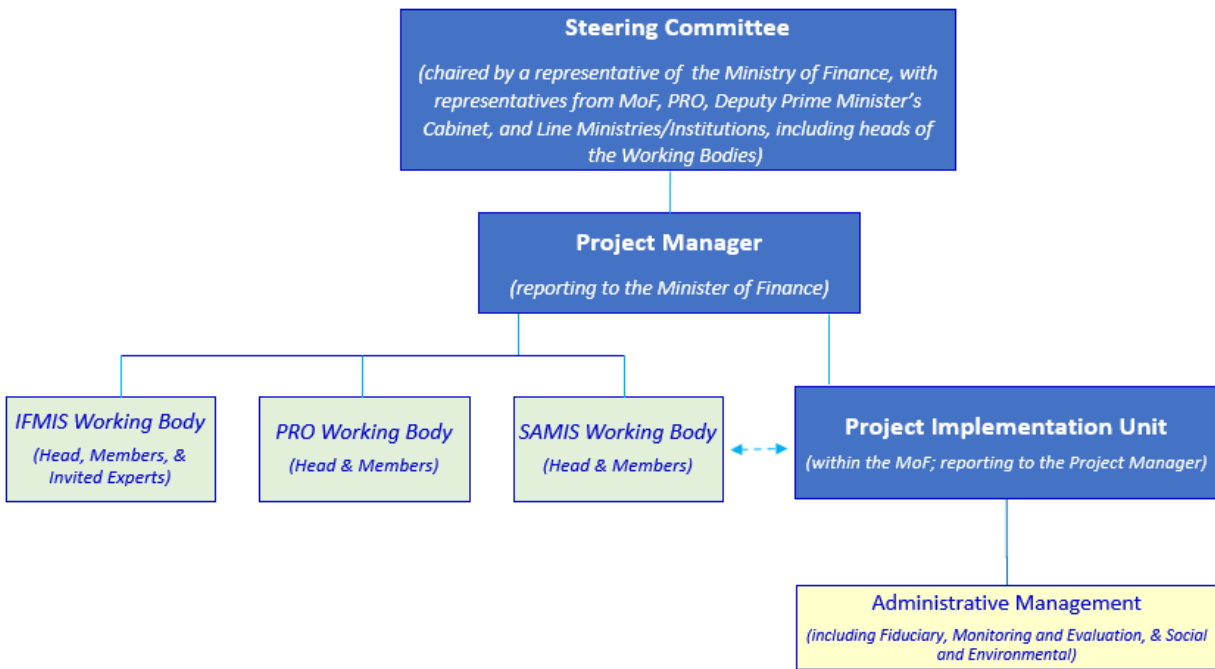 Steering Committee
(chaired by a representative of the Ministry of Finance, with
representatives from MoF, PRO, Deputy Prime Minister's
Cabinet, and Line Ministries/Institutions, including heads of
the Working Bodies)
Project Manager
(reporting to the Minister of Finance)
IFMIS Working Body
(Head, Members, &
Invited Experts)
PRO Working Body
(Head & Members)
SAMIS Working Body
(Head & Members)
Project Implementation Unit
(within the MoF; reporting to the Project Manager)
Administrative Management
(including Fiduciary, Monitoring and Evaluation, & Social
and Environmental)